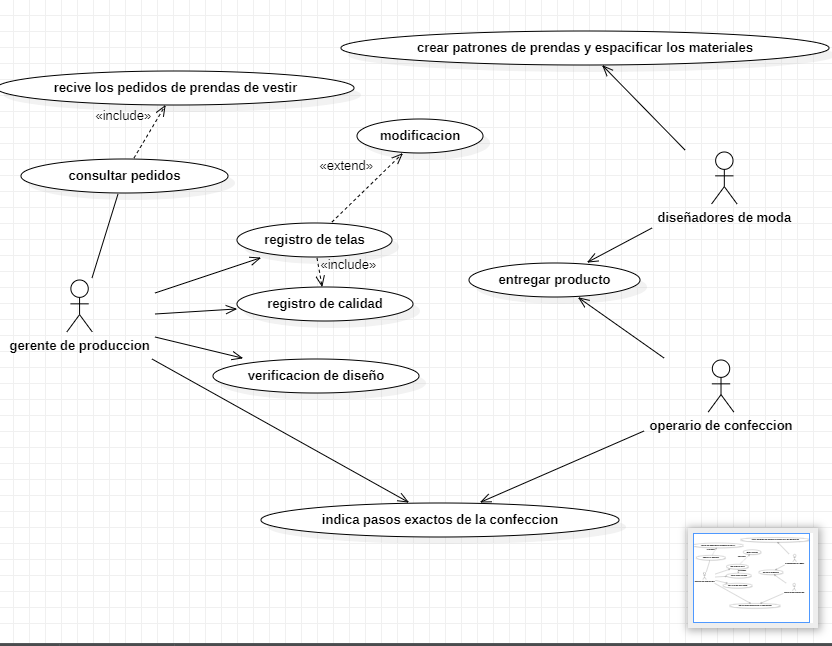 crear patrones de prendas y espacificar los materiales
recive los pedidos de prendas de vestir
«include»
modificacion
«extend»
consultar pedidos
diseñadores de moda
registro de telas
«include»
entregar producto
registro de calidad
gerente de produccion
verificacion de diseño
operario de confeccion
indica pasos exactos de la confeccion